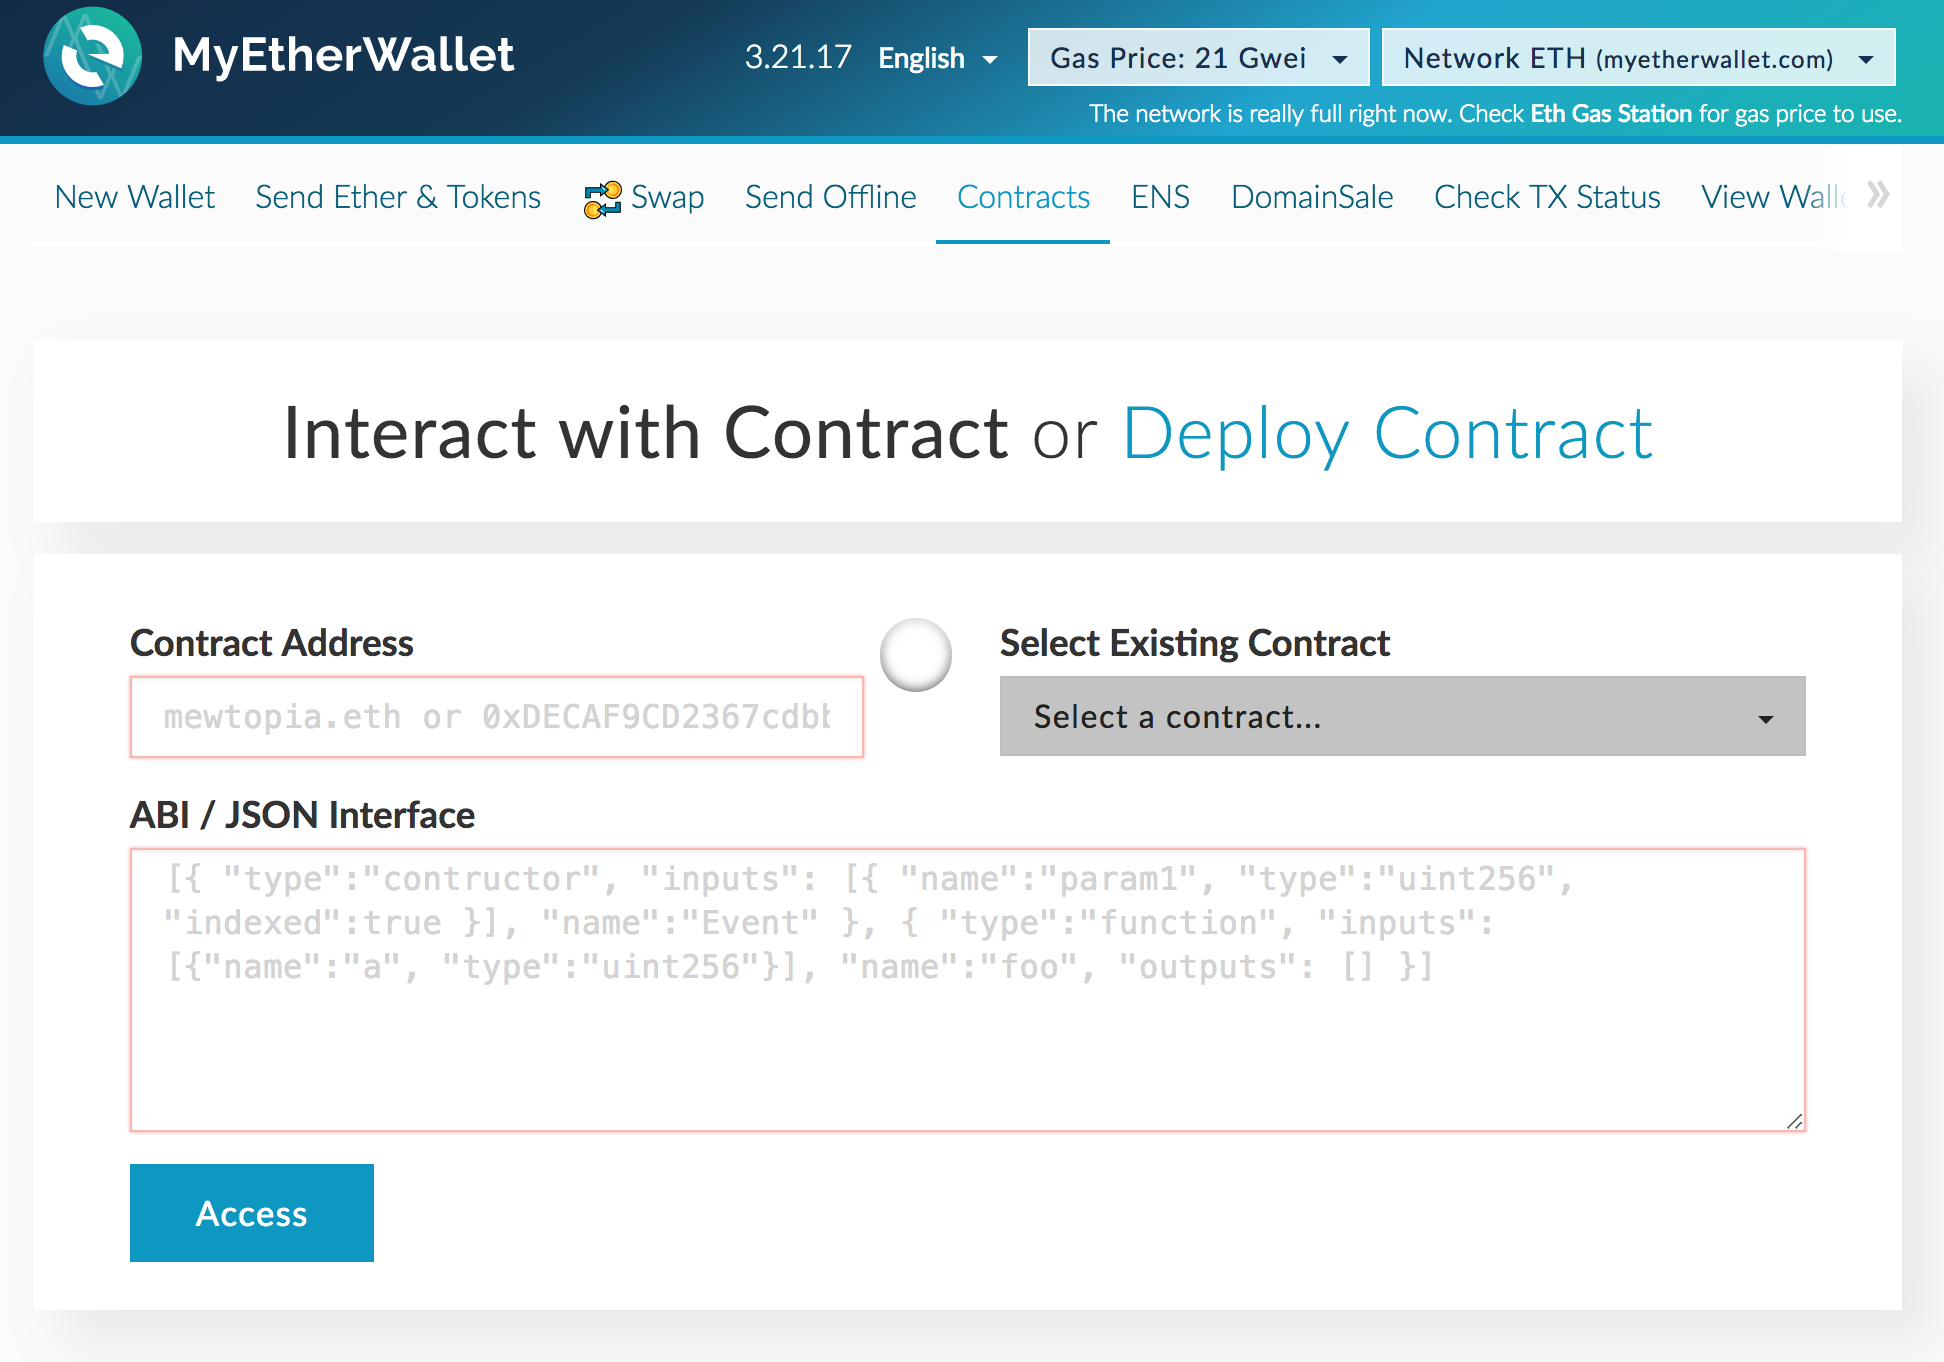 MyEtherWallet
3.21.17 English
Gas Price: 21 Gwei
Network ETH (myetherwallet.com)
The network is really full right now. Check Eth Gas Station for gas price to use.
New Wallet Send Ether & Tokens Swap Send Offline Contracts ENS DomainSale Check TX Status View »
Interact with Contract or Deploy Contract
Contract Address
mewtopia.eth or
Select Existing Contract
Select a contract...
ABI / JSON Interface
[{ "type":"contructor", "inputs": [{ "name":"param1", "type":"uint256",
"indexed":true }], "name":"Event" }, { "type":"function", "inputs":
[{"name":"a", "type":"uint256"}], "name":"foo", "outputs": [] }]
Access